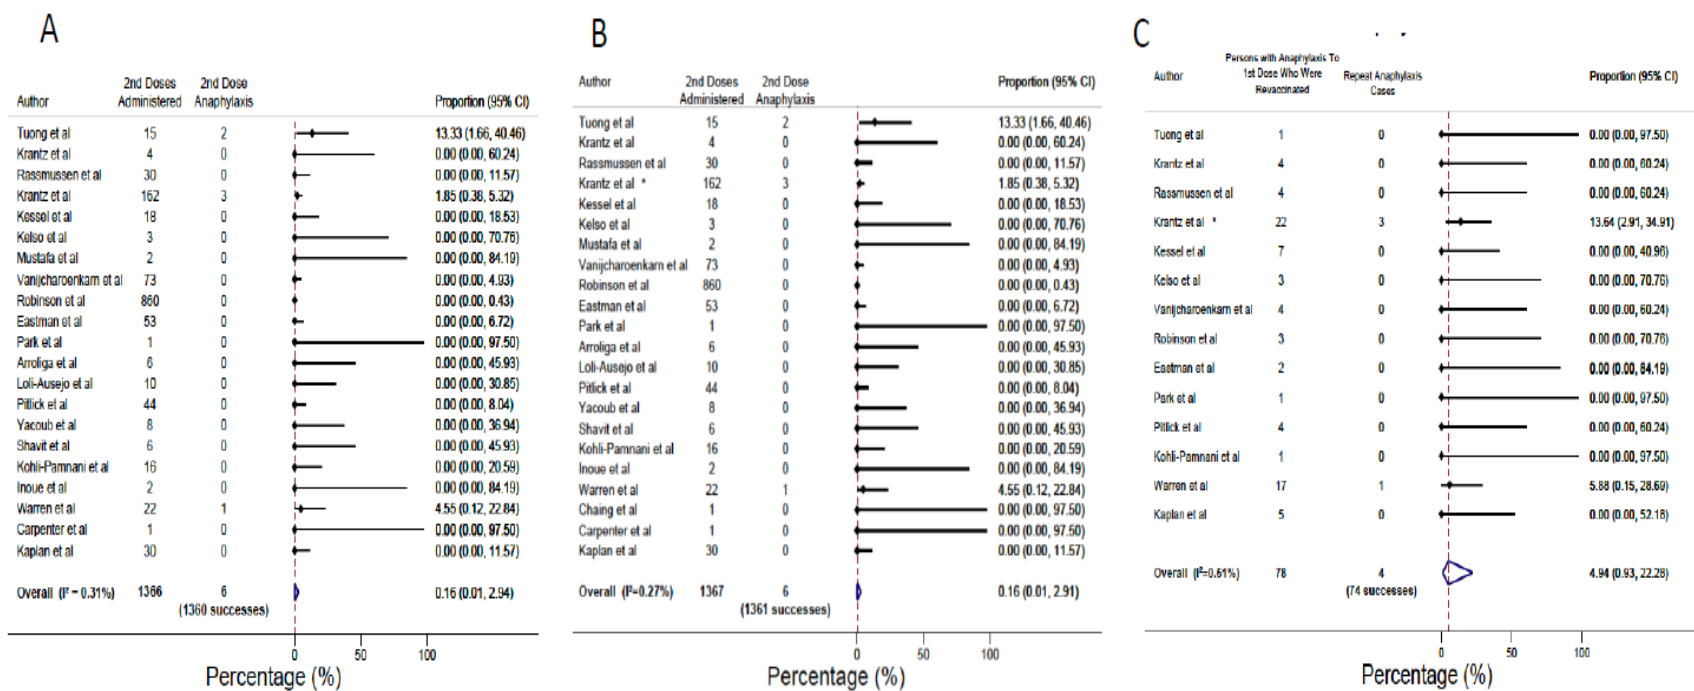 A
2nd Doses 2nd Dose
Author Administered Anaphylaxis Proportion (95% CI)
Tuong et al 15 2 13.33 (1.66, 40.46)
Krantz et al 4 0 0.00 (0.00, 60.24)
Rassmussen et al 30 0 0.00 (0.00, 11.57)
Krantz et al 162 3 1.85 (0.38, 5.32)
Kessel et al 18 0 0.00 (0.00, 18.53)
Kelso et al 3 0 0.00 (0.00, 70.76)
Mustafa et al 2 0 0.00 (0.00, 84.19)
Vanijcharoenkarn et al 73 0 0.00 (0.00, 4.93)
Robinson et al 860 0 0.00 (0.00, 0.43)
Eastman et al 53 0 0.00 (0.00, 6.72)
Park et al 1 0 0.00 (0.00, 97.50)
Arroliga et al 6 0 0.00 (0.00, 45.93)
Loli-Ausejo et al 10 0 0.00 (0.00, 30.85)
Pitlick et al 44 0 0.00 (0.00, 8.04)
Yacoub et al 8 0 0.00 (0.00, 36.94)
Shavit et al 6 0 0.00 (0.00, 45.93)
Kohli-Pamnani et al 16 0 0.00 (0.00, 20.59)
Inoue et al 2 0 0.00 (0.00, 84.19)
Warren et al 22 1 4.55 (0.12, 22.84)
Carpenter et al 1 0 0.00 (0.00, 97.50)
Kaplan et al 30 0 0.00 (0.00, 11.57)
Overall (I² = 0.31%) 1366 6 0.16 (0.01, 2.94)
(1360 successes)
0 50 100
Percentage (%)
B
Author 2nd Doses 2nd Dose Proportion (95% CI)
Administered Anaphylaxis
Tuong et al 15 2 13.33 (1.66, 40.46)
Krantz et al 4 0 0.00 (0.00, 60.24)
Rassmussen et al 30 0 0.00 (0.00, 11.57)
Krantz et al * 162 3 1.85 (0.38, 5.32)
Kessel et al 18 0 0.00 (0.00, 18.53)
Kelso et al 3 0 0.00 (0.00, 70.76)
Mustafa et al 2 0 0.00 (0.00, 84.19)
Vanijcharoenkarn et al 73 0 0.00 (0.00, 4.93)
Robinson et al 860 0 0.00 (0.00, 0.43)
Eastman et al 53 0 0.00 (0.00, 6.72)
Park et al 1 0 0.00 (0.00, 97.50)
Arroliga et al 6 0 0.00 (0.00, 45.93)
Loli-Ausejo et al 10 0 0.00 (0.00, 30.85)
Pitlick et al 44 0 0.00 (0.00, 8.04)
Yacoub et al 8 0 0.00 (0.00, 36.94)
Shavit et al 6 0 0.00 (0.00, 45.93)
Kohli-Pamnani et al 16 0 0.00 (0.00, 20.59)
Inoue et al 2 0 0.00 (0.00, 84.19)
Warren et al 22 1 4.55 (0.12, 22.84)
Chaing et al 1 0 0.00 (0.00, 97.50)
Carpenter et al 1 0 0.00 (0.00, 97.50)
Kaplan et al 30 0 0.00 (0.00, 11.57)
Overall (I²=0.27%) 1367 6 0.16 (0.01, 2.91)
(1361 successes)
0 50 100
Percentage (%)
C
Persons with Anaphylaxis To
Author 1st Dose Who Were Repeat Anaphylaxis Proportion (95% CI)
Revaccinated Cases
Tuong et al 1 0 0.00 (0.00, 97.50)
Krantz et al 4 0 0.00 (0.00, 60.24)
Rassmussen et al 4 0 0.00 (0.00, 60.24)
Krantz et al * 22 3 13.64 (2.91, 34.91)
Kessel et al 7 0 0.00 (0.00, 40.96)
Kelso et al 3 0 0.00 (0.00, 70.76)
Vanijcharoenkarn et al 4 0 0.00 (0.00, 60.24)
Robinson et al 3 0 0.00 (0.00, 70.76)
Eastman et al 2 0 0.00 (0.00, 84.19)
Park et al 1 0 0.00 (0.00, 97.50)
Pitlick et al 4 0 0.00 (0.00, 60.24)
Kohli-Pamnani et al 1 0 0.00 (0.00, 97.50)
Warren et al 17 1 5.88 (0.15, 28.69)
Kaplan et al 5 0 0.00 (0.00, 52.18)
Overall (I²=0.51%) 78 4 4.94 (0.93, 22.28)
(74 successes)
0 50 100
Percentage (%)